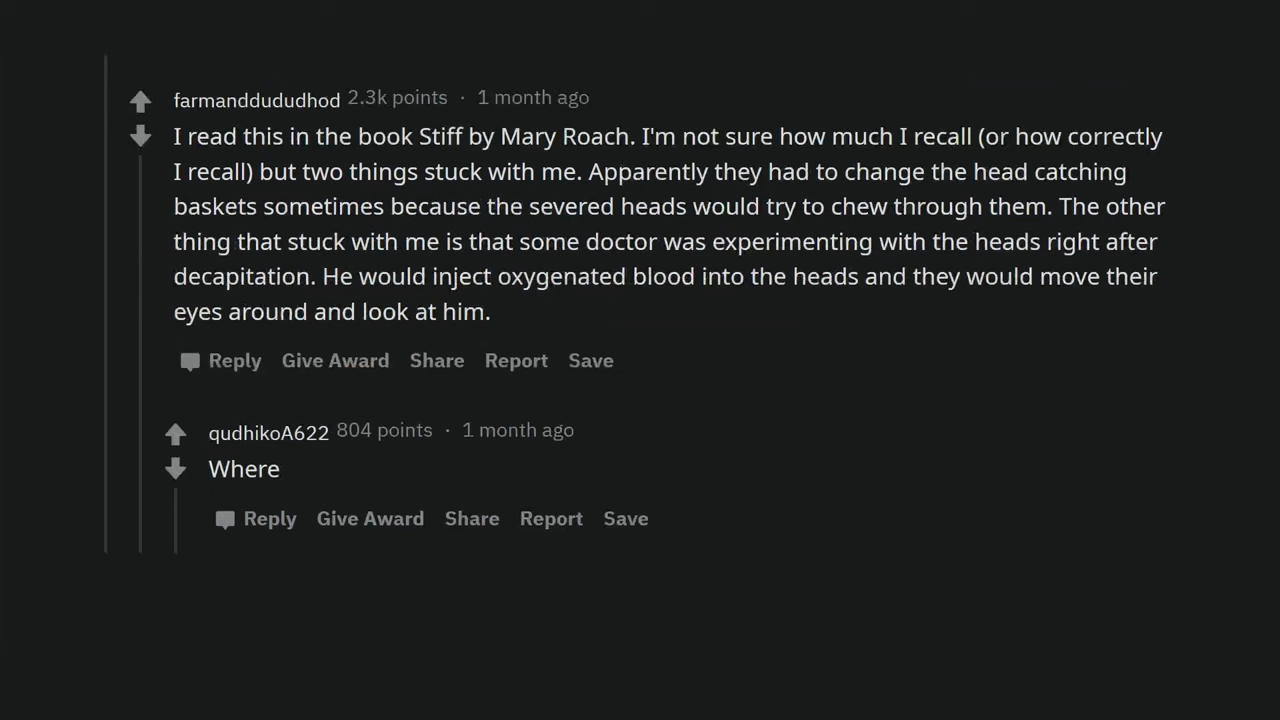 farmanddududhod 2.3k points · 1 month ago
I read this in the book Stiff by Mary Roach. I'm not sure how much I recall (or how correctly
I recall) but two things stuck with me. Apparently they had to change the head catching
baskets sometimes because the severed heads would try to chew through them. The other
thing that stuck with me is that some doctor was experimenting with the heads right after
decapitation. He would inject oxygenated blood into the heads and they would move their
eyes around and look at him.
Reply Give Award Share Report Save
qudhikoA622 804 points · 1 month ago
Where
Reply Give Award Share Report Save